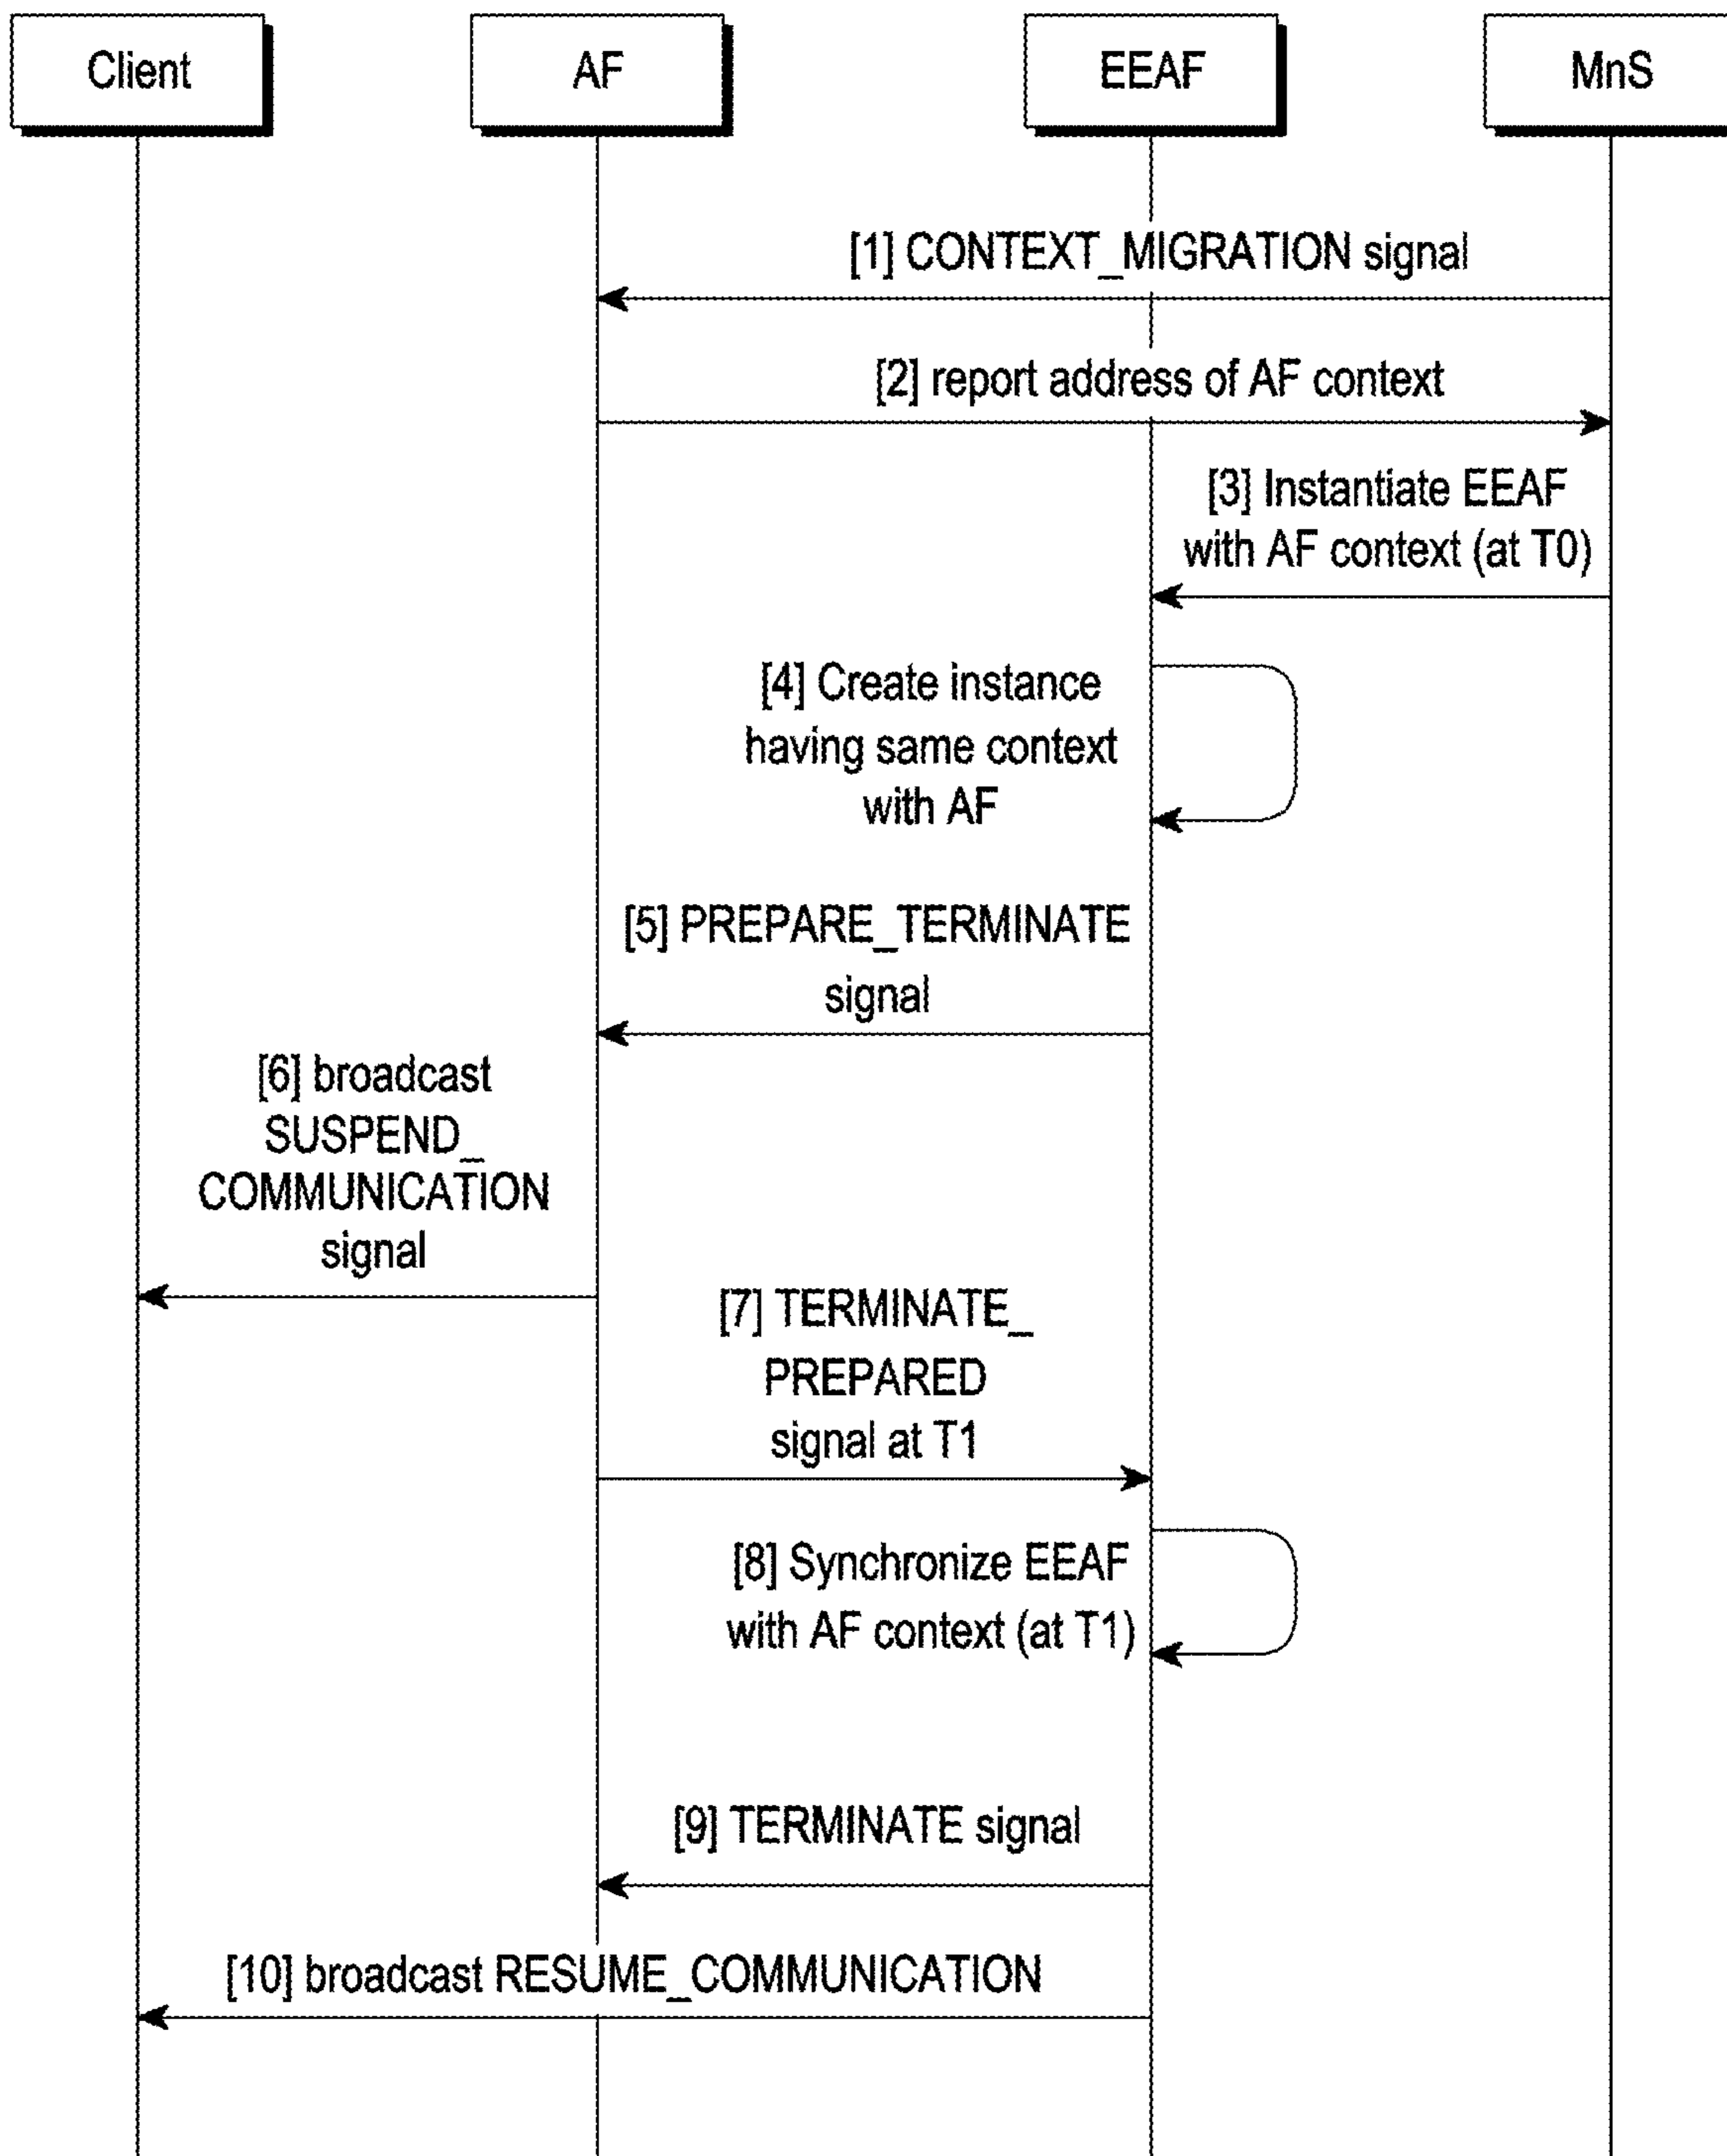 Client
AF
EEAF
MnS
[1] CONTEXT_MIGRATION signal
[2] report address of AF context
[3] Instantiate EEAF
with AF context (at T0)
[4] Create instance
having same context
with AF
[5] PREPARE_TERMINATE
signal
[6] broadcast
SUSPEND_
COMMUNICATION
signal
[7] TERMINATE_
PREPARED
signal at T1
[8] Synchronize EEAF
with AF context (at T1)
[9] TERMINATE signal
[10] broadcast RESUME_COMMUNICATION